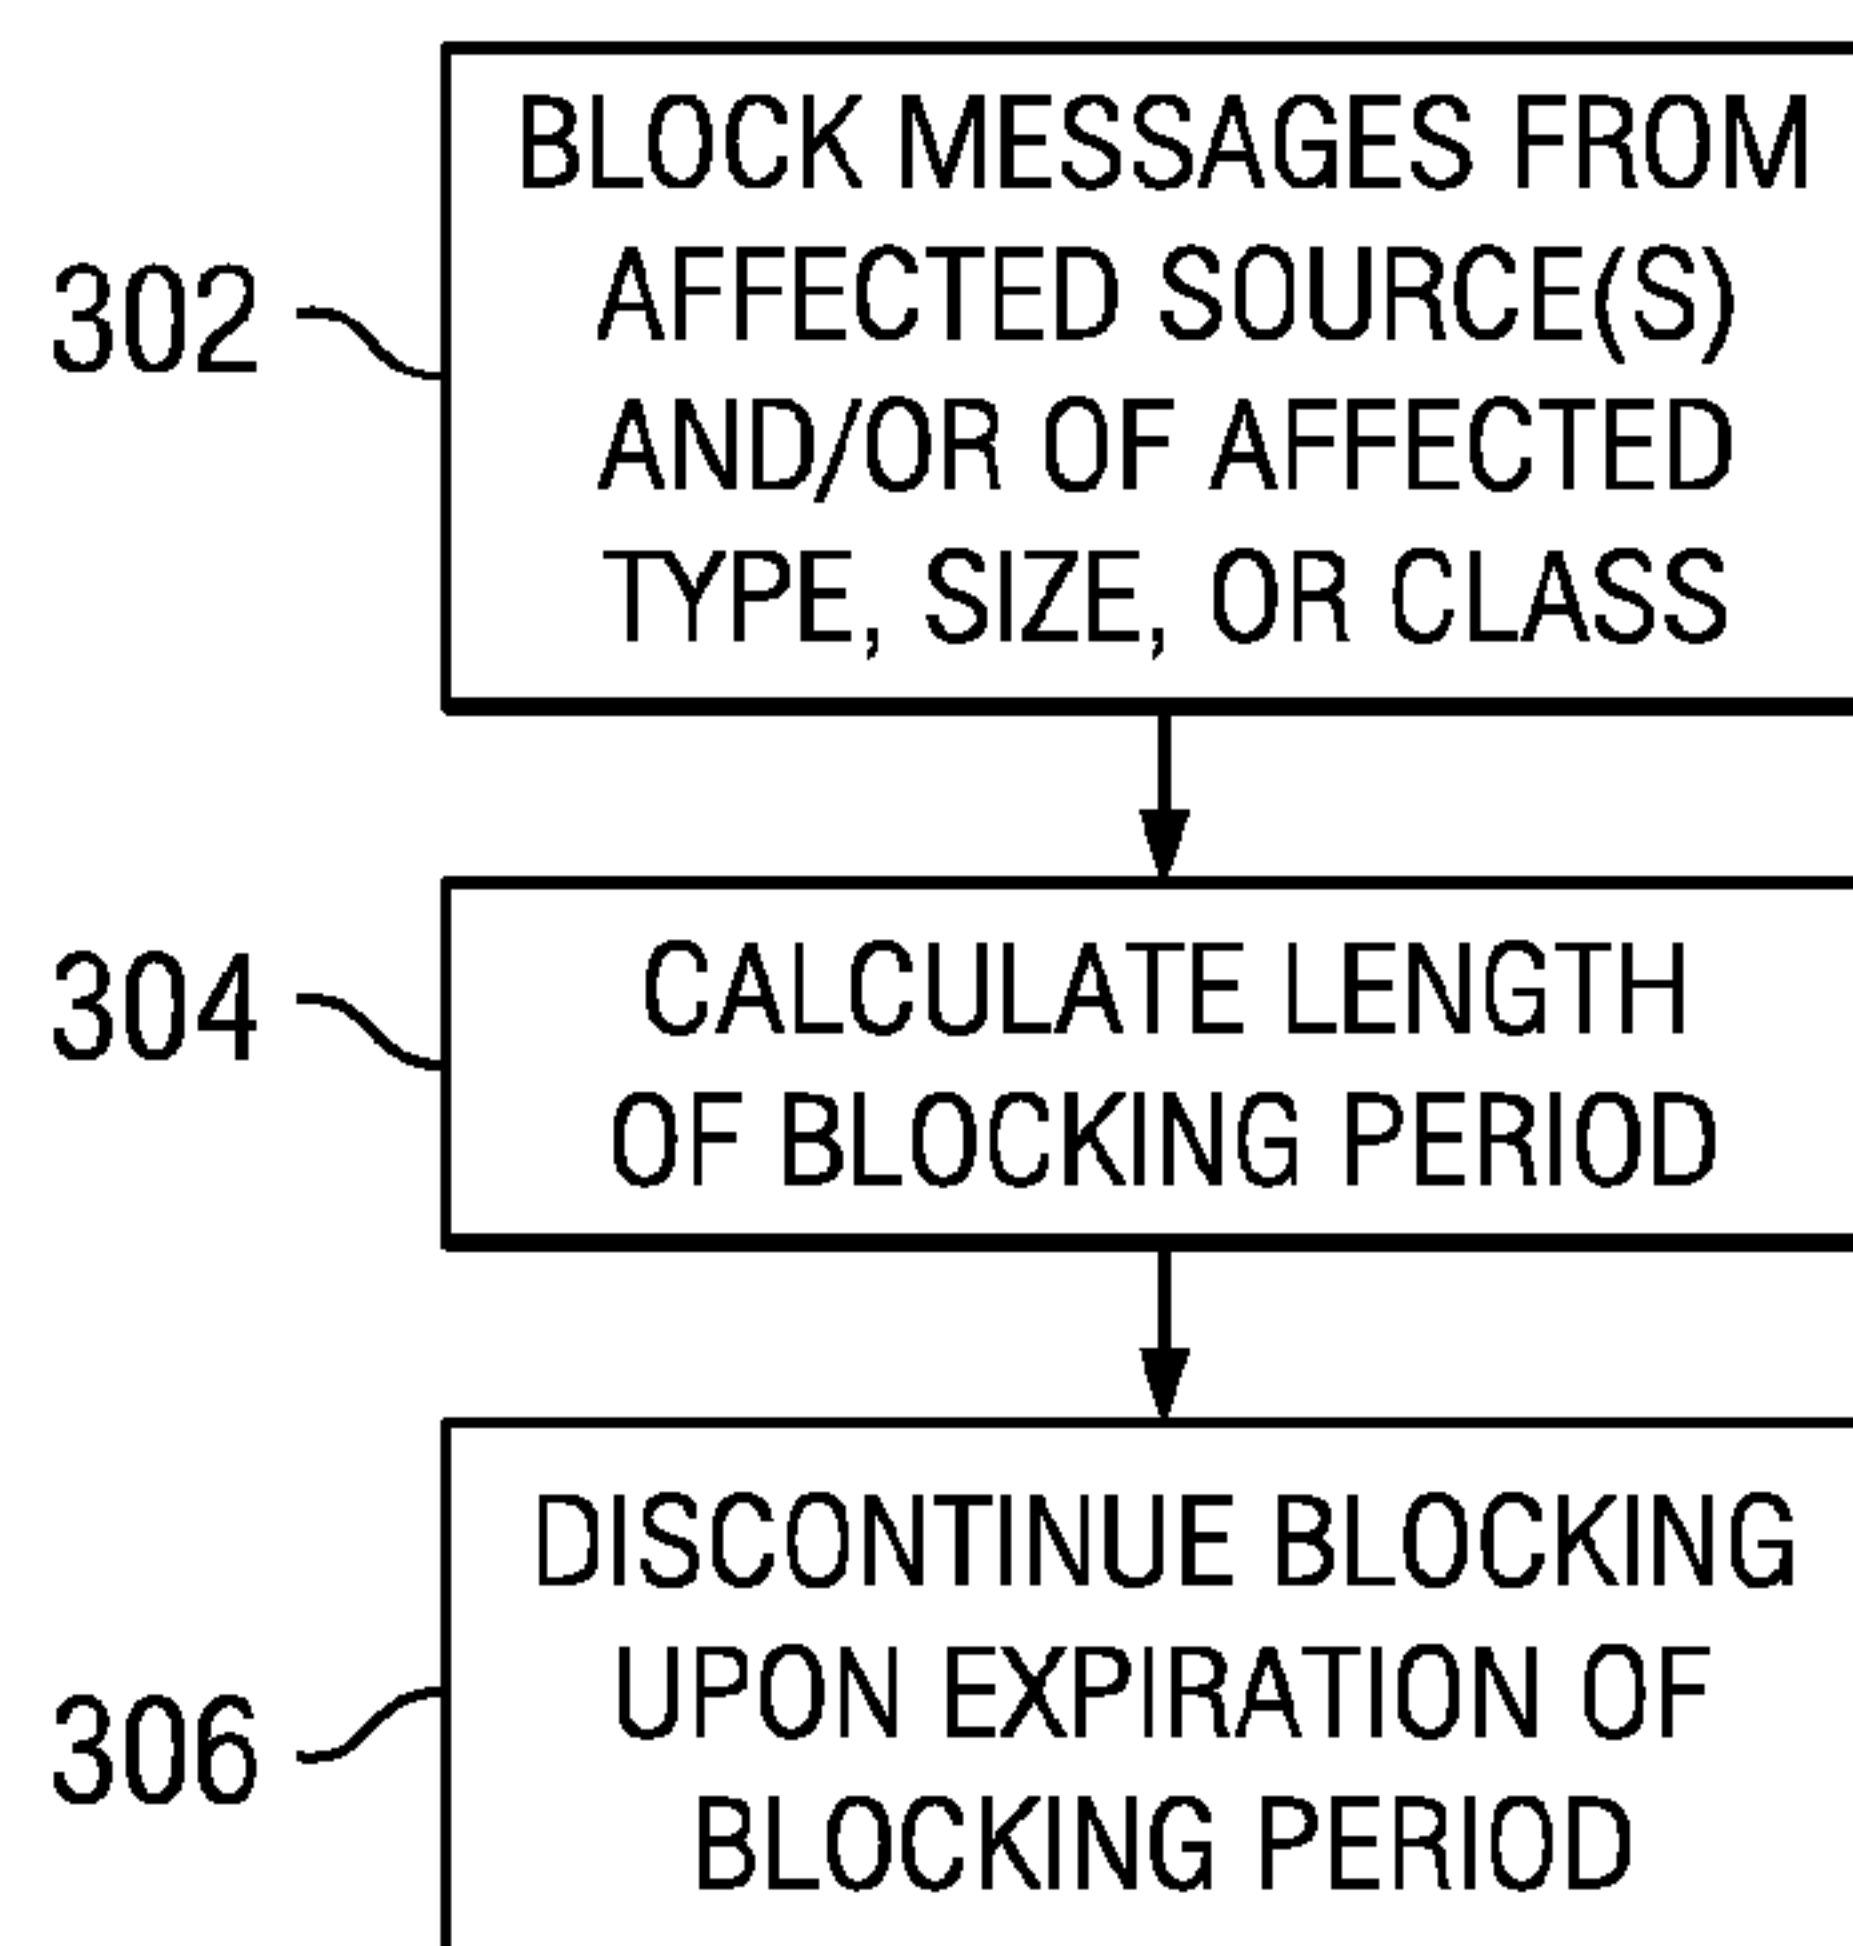 302
BLOCK MESSAGES FROM
AFFECTED SOURCE(S)
AND/OR OF AFFECTED
TYPE, SIZE, OR CLASS
304
CALCULATE LENGTH
OF BLOCKING PERIOD
306
DISCONTINUE BLOCKING
UPON EXPIRATION OF
BLOCKING PERIOD